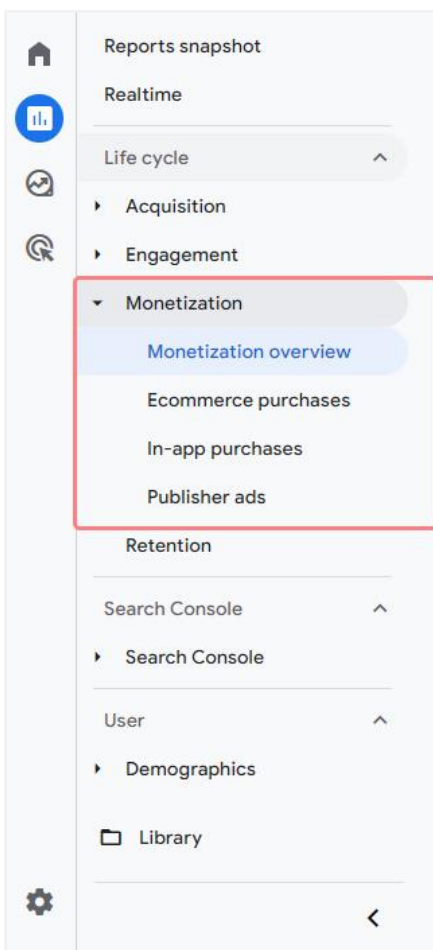 Reports snapshot
Realtime
Life cycle
Acquisition
Engagement
Monetization
Monetization overview
Ecommerce purchases
In-app purchases
Publisher ads
Retention
Search Console
Search Console
User
Demographics
Library